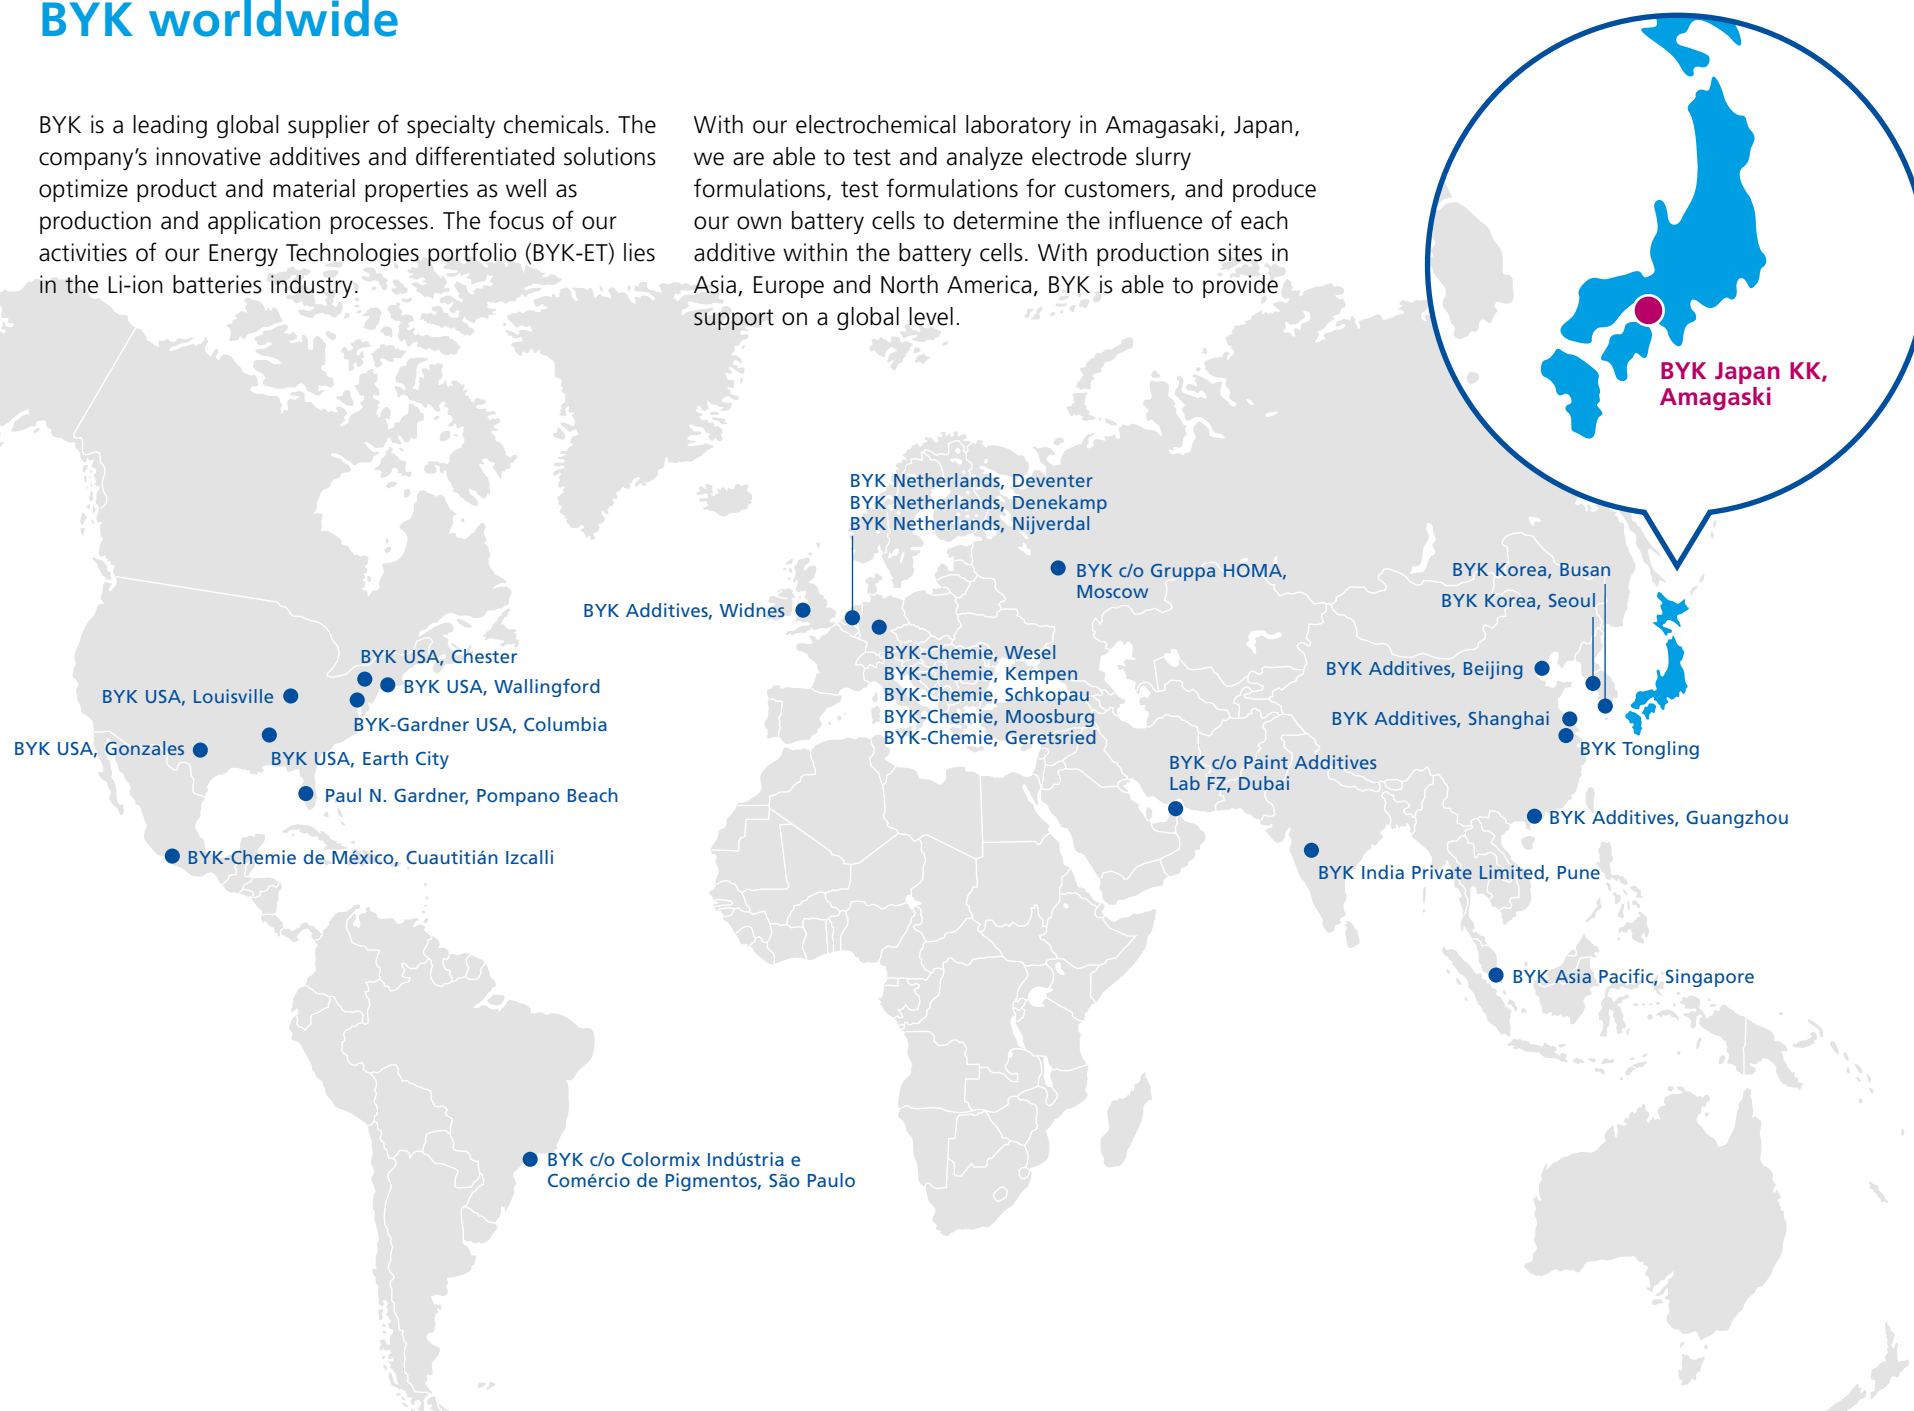 BYK worldwide
BYK is a leading global supplier of specialty chemicals. The
company's innovative additives and differentiated solutions
optimize product and material properties as well as
production and application processes. The focus of our
activities of our Energy Technologies portfolio (BYK-ET) lies
in the Li-ion batteries industry.
With our electrochemical laboratory in Amagasaki, Japan,
we are able to test and analyze electrode slurry
formulations, test formulations for customers, and produce
our own battery cells to determine the influence of each
additive within the battery cells. With production sites in
Asia, Europe and North America, BYK is able to provide
support on a global level.
BYK Japan KK,
Amagaski
BYK Netherlands, Deventer
BYK Netherlands, Denekamp
BYK Netherlands, Nijverdal
BYK c/o Gruppa HOMA,
Moscow
BYK Korea, Busan
BYK Korea, Seoul
BYK Additives, Widnes
BYK-Chemie, Wesel
BYK-Chemie, Kempen
BYK-Chemie, Schkopau
BYK-Chemie, Moosburg
BYK-Chemie, Geretsried
BYK USA, Chester
BYK USA, Wallingford
BYK USA, Louisville
BYK-Gardner USA, Columbia
BYK USA, Gonzales
BYK USA, Earth City
Paul N. Gardner, Pompano Beach
BYK-Chemie de México, Cuautitián Izcalli
BYK Additives, Beijing
BYK Additives, Shanghai
BYK Tongling
BYK c/o Paint Additives
Lab FZ, Dubai
BYK Additives, Guangzhou
BYK India Private Limited, Pune
BYK Asia Pacific, Singapore
BYK c/o Colormix Indústria e
Comércio de Pigmentos, São Paulo